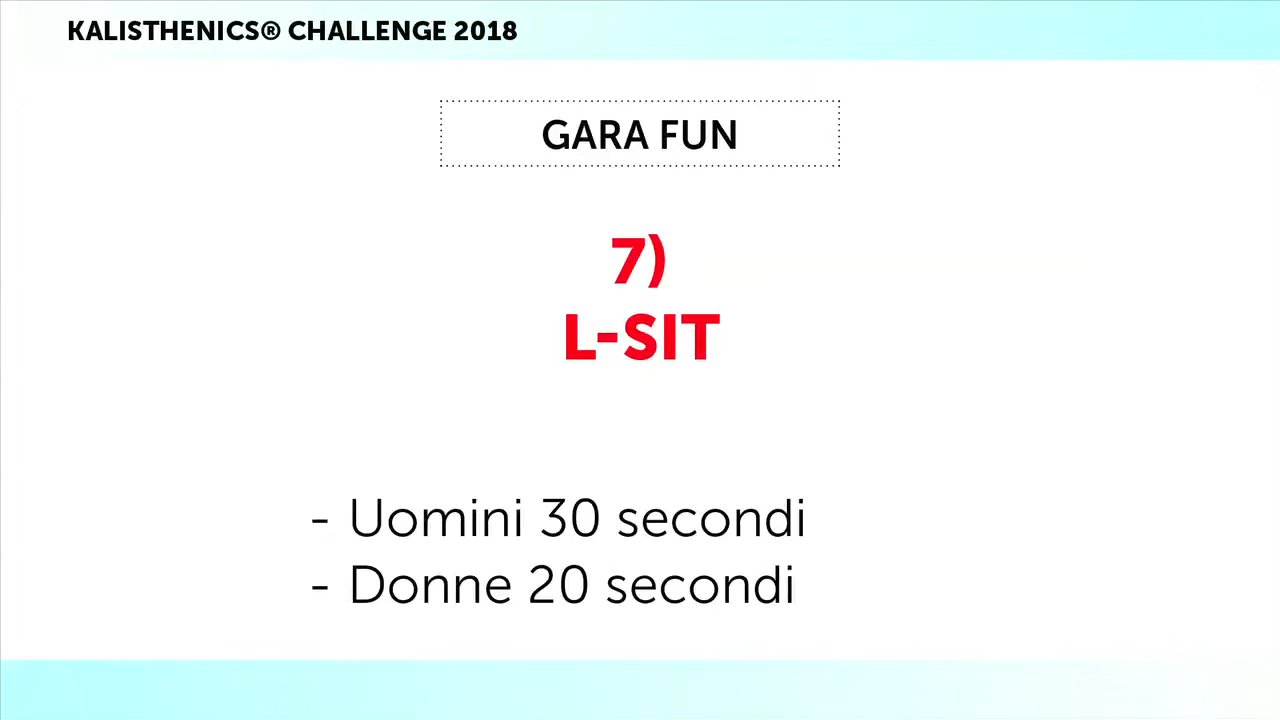 KALISTHENICS® CHALLENGE 2018
GARA FUN
7)
L-SIT
- Uomini 30 secondi
- Donne 20 secondi